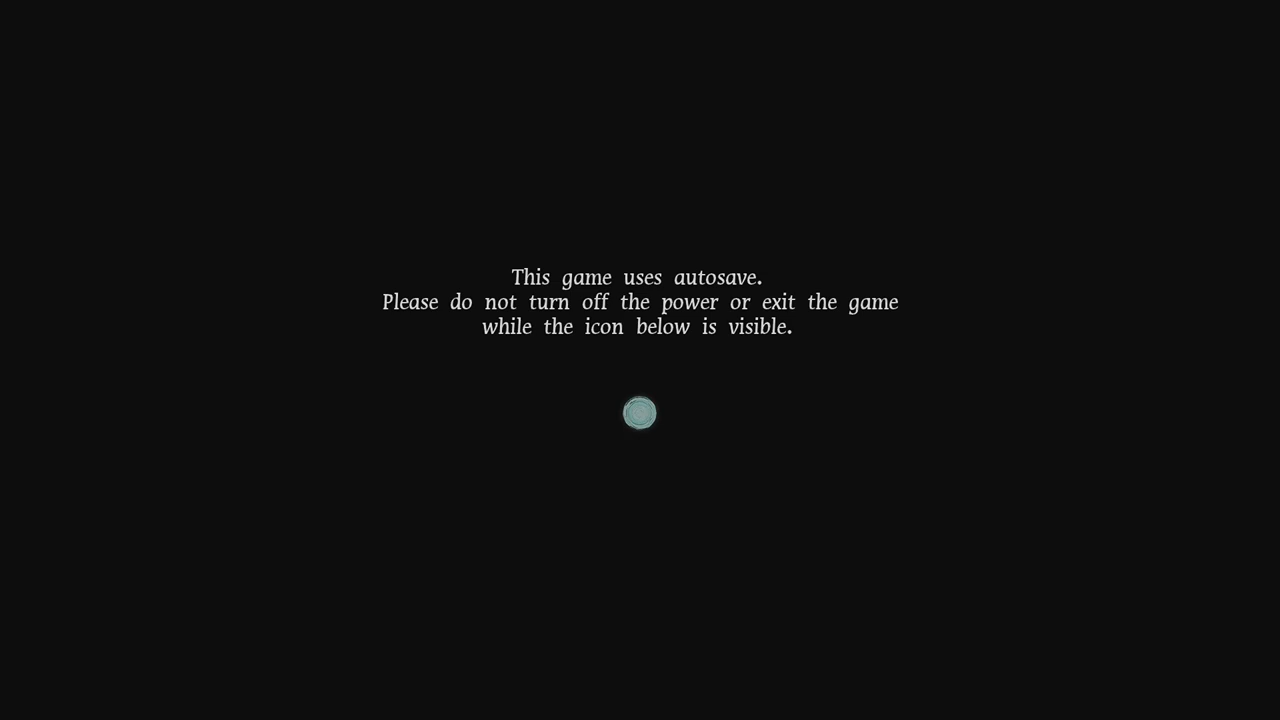 This game uses autosave.
Please do not turn off the power or exit the game
while the icon below is visible.